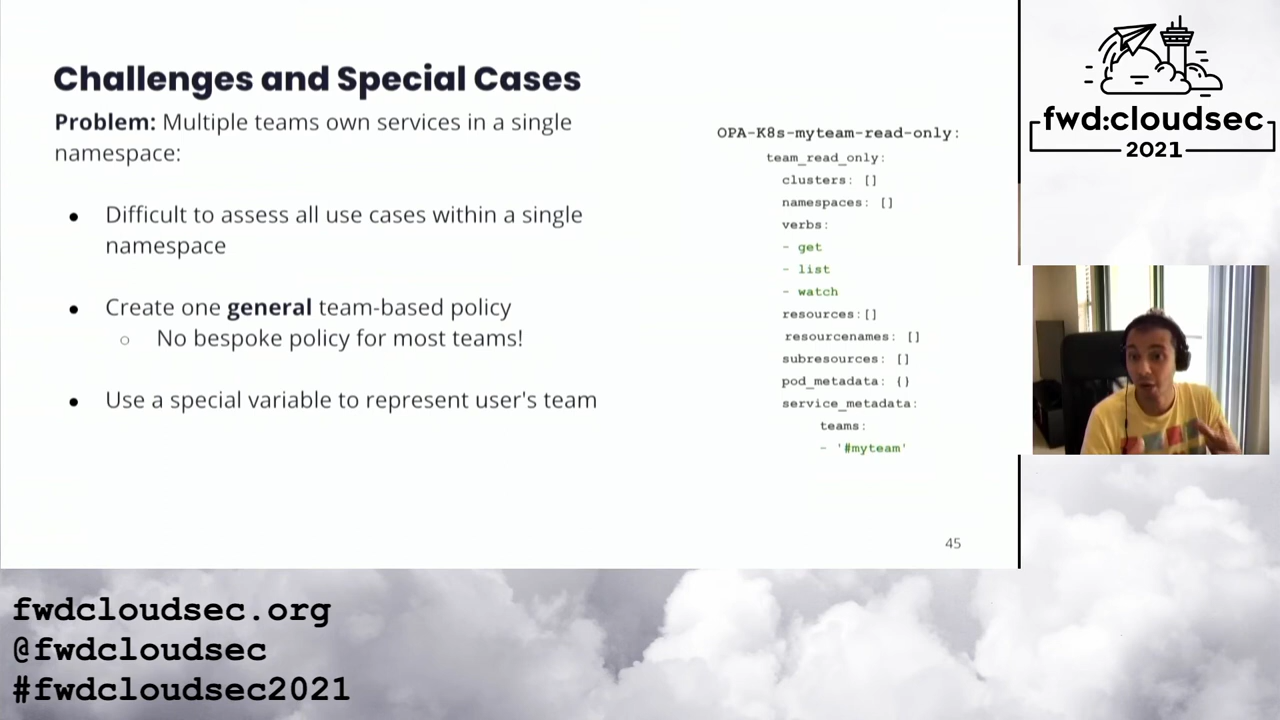 Challenges and Special Cases
Problem: Multiple teams own services in a single
namespace:
● Difficult to assess all use cases within a single
namespace
● Create one general team-based policy
○ No bespoke policy for most teams!
● Use a special variable to represent user's team
OPA-K8s-myteam-read-only:
team_read_only:
clusters: []
namespaces: []
verbs:
- get
- list
- watch
resources:[]
resourcenames: []
subresources: []
pod_metadata: {}
service_metadata:
teams:
- '#myteam'
45
fwd:cloudsec
2021
fwdcloudsec.org
@fwdcloudsec
#fwdcloudsec2021